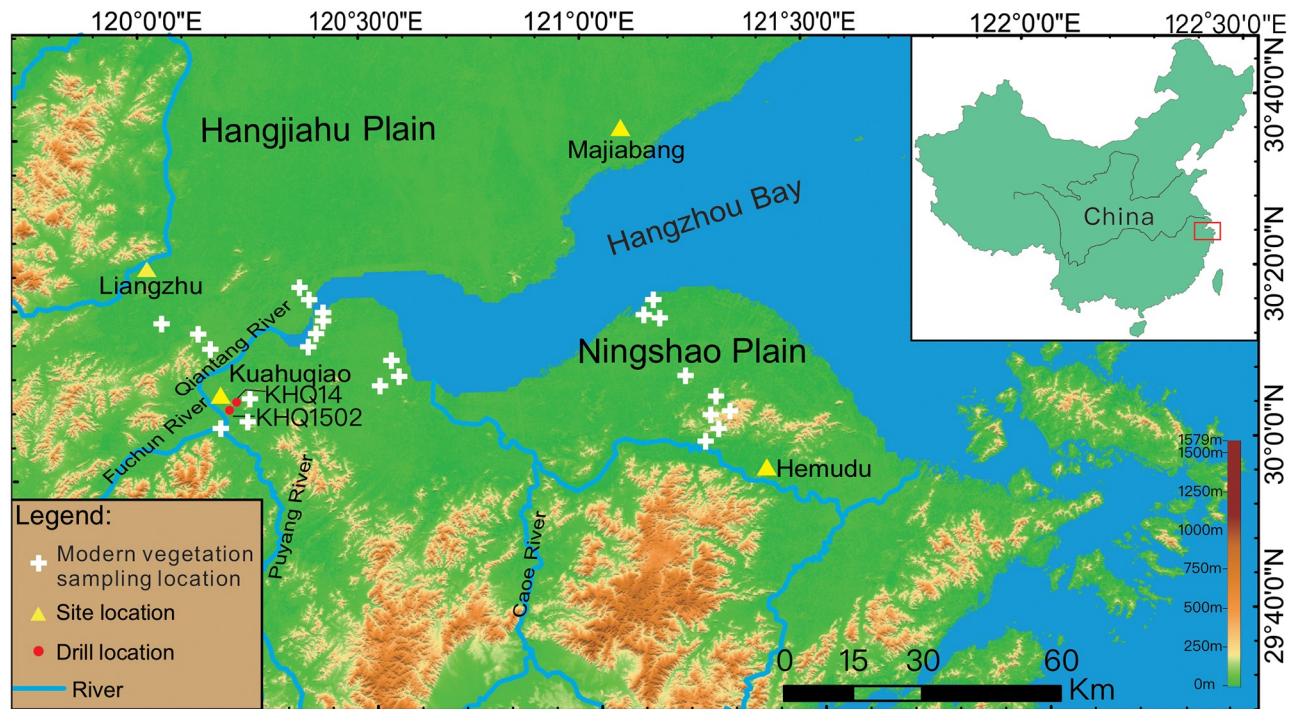 120°0'0"E
120°30'0"E
121°0'0"E
121°30'0"E
122°0'0"E
122°30'0"E
30°40'0"N
30°20'0"N
30°0'0"N
29°40'0"N
Hangjiahu Plain
Majiabang
Hangzhou Bay
China
Liangzhu
Qiantang River
Ningshao Plain
Kuahuqiao
KHQ14
KHQ1502
Fuchun River
Hemudu
Puyang River
Caoe River
Legend:
Modern vegetation
sampling location
Site location
Drill location
River
1579m
1500m
1250m
1000m
750m
500m
250m
0m
0 15 30 60
Km